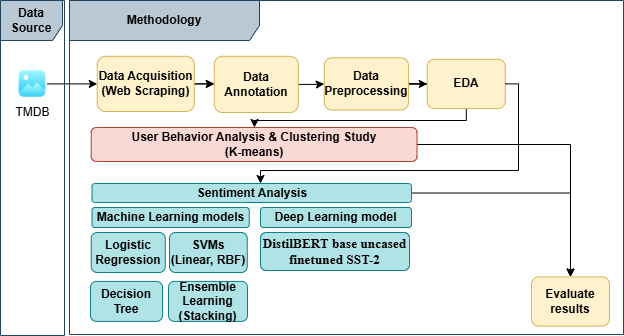 Data
Source
Methodology
TMDB
Data Acquisition
(Web Scraping)
Data
Annotation
Data
Preprocessing
EDA
User Behavior Analysis & Clustering Study
(K-means)
Sentiment Analysis
Machine Learning models
Deep Learning model
Logistic
Regression
SVMs
(Linear, RBF)
DistilBERT base uncased
finetuned SST-2
Decision
Tree
Ensemble
Learning
(Stacking)
Evaluate
results